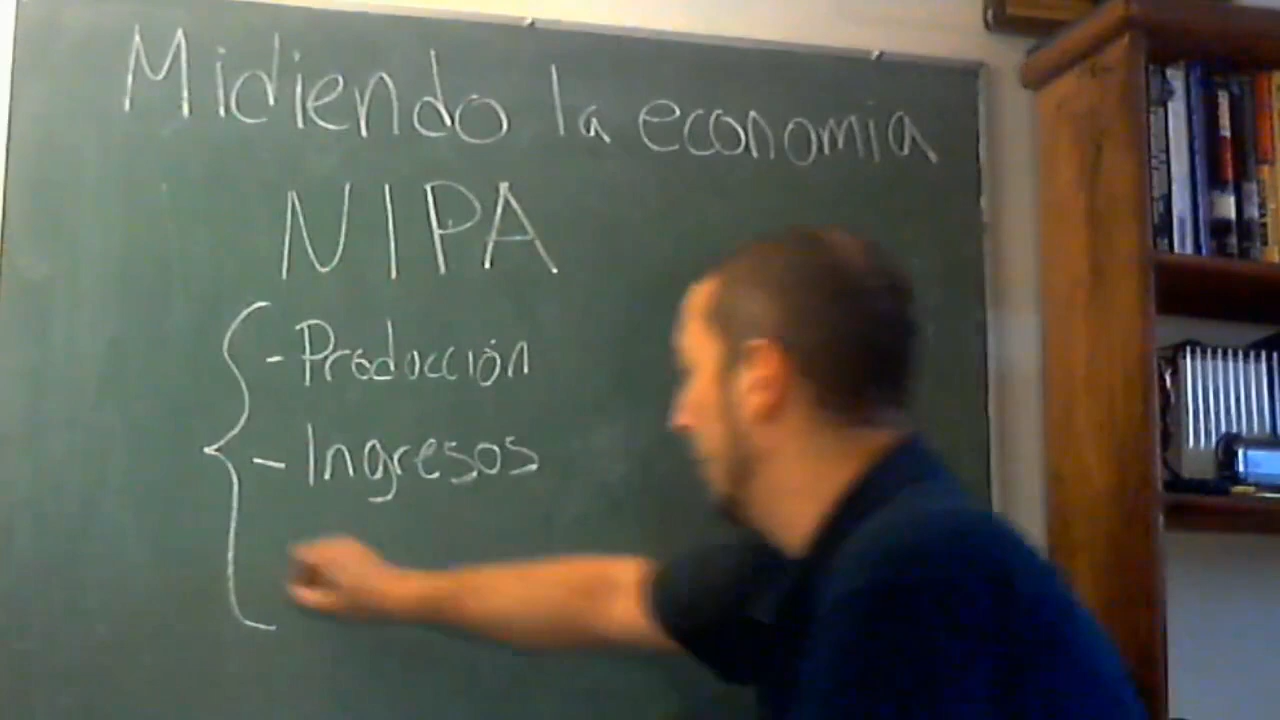 Midiendo la economia
NIPA
- Producción
- Ingresos